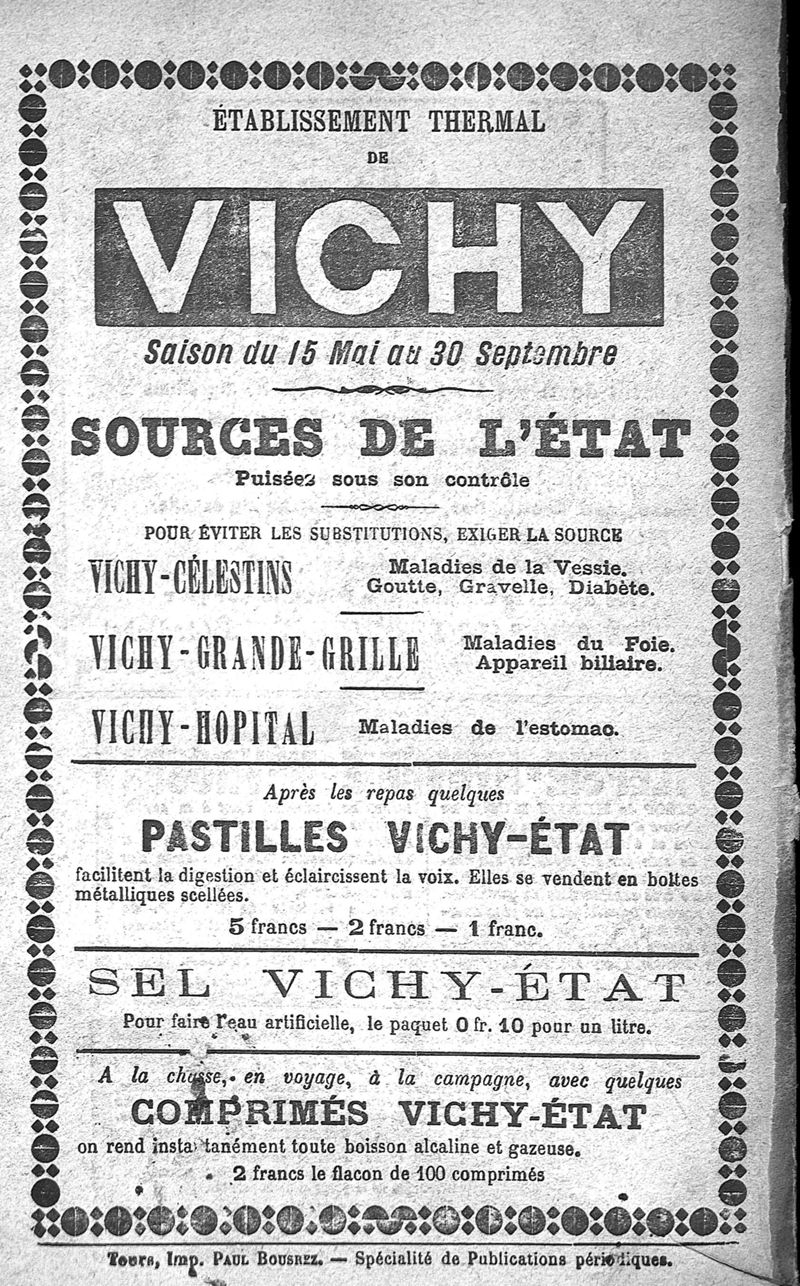 ÉTABLISSEMENT THERMAL
DE
VICHY
Saison du 15 Mai au 30 Septembre
SOURCES DE L'ÉTAT
Puisées sous son contrôle
POUR ÉVITER LES SUBSTITUTIONS, EXIGER LA SOURCE
VICHY-CÉLESTINS Maladies de la Vessie.
Goutte, Gravelle, Diabète.
VICHY-GRANDE-GRILLE Maladies du Foie.
Appareil biliaire.
VICHY-HOPITAL Maladies de l'estomac.
Après les repas quelques
PASTILLES VICHY-ÉTAT
facilitent la digestion et éclaircissent la voix. Elles se vendent en boîtes
métalliques scellées.
5 francs — 2 francs — 1 franc.
SEL VICHY-ÉTAT
Pour faire l'eau artificielle, le paquet 0 fr. 10 pour un litre.
A la chasse, en voyage, à la campagne, avec quelques
COMPRIMÉS VICHY-ÉTAT
on rend instantanément toute boisson alcaline et gazeuse.
2 francs le flacon de 100 comprimés
Tours, Imp. PAUL BOUSREZ. — Spécialité de Publications périodiques.